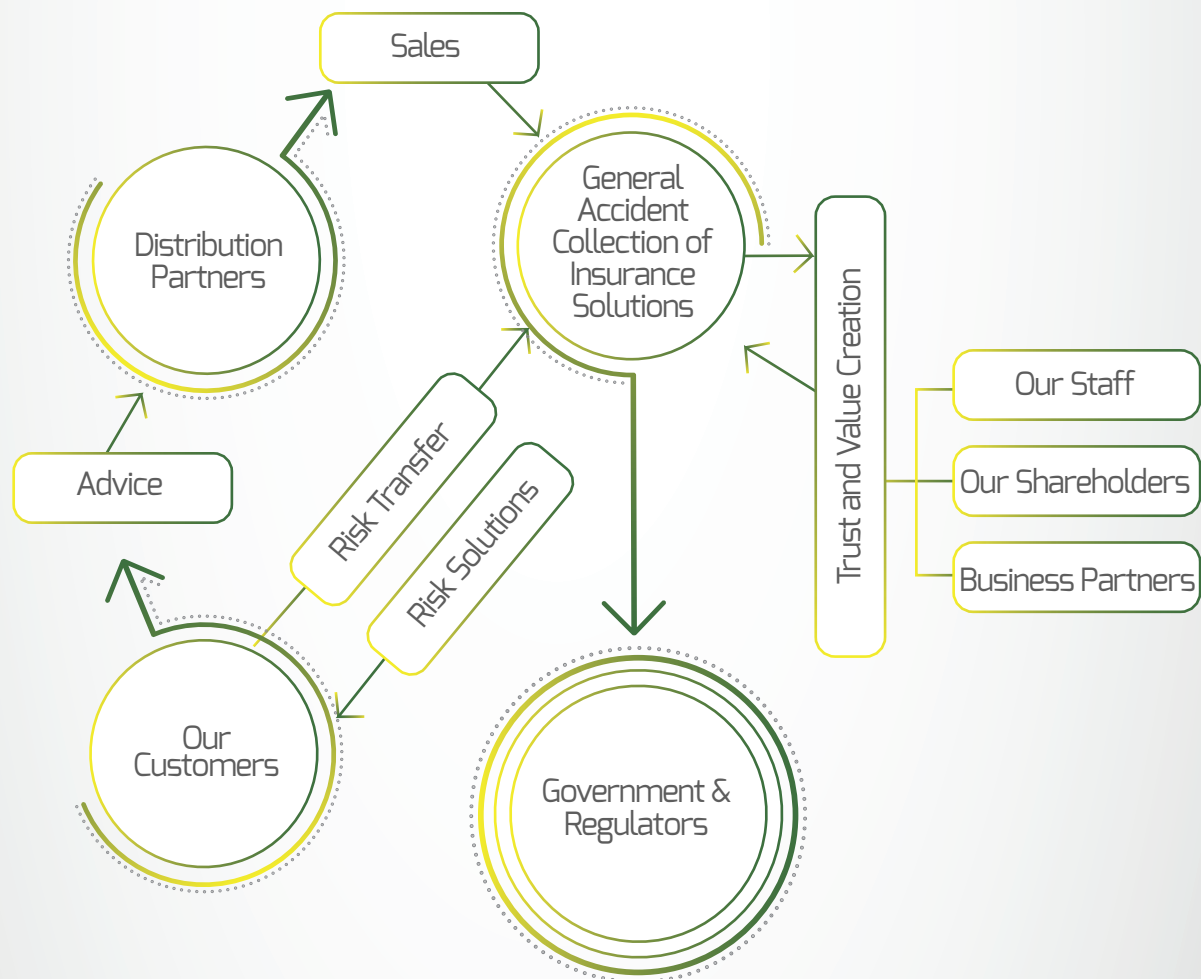 Sales
General
Accident
Collection of
Insurance
Solutions
Distribution
Partners
Trust and Value Creation
Our Staff
Advice
Risk Transfer
Our Shareholders
Risk Solutions
Business Partners
Our
Customers
Government &
Regulators